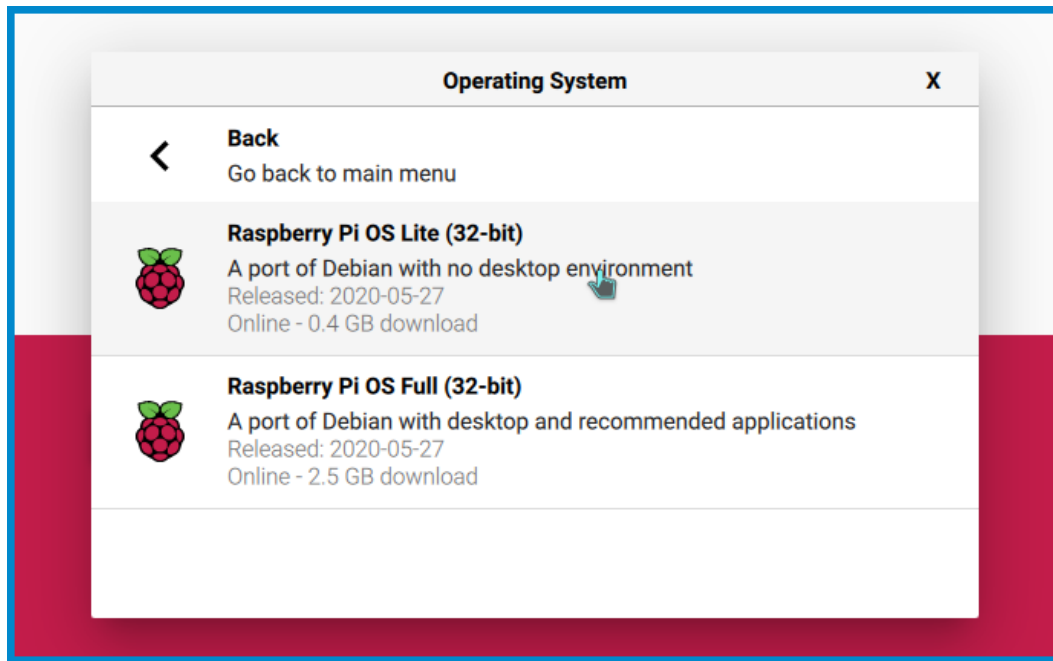 Operating System X
Back
Go back to main menu
Raspberry Pi OS Lite (32-bit)
A port of Debian with no desktop environment
Released: 2020-05-27
Online - 0.4 GB download
Raspberry Pi OS Full (32-bit)
A port of Debian with desktop and recommended applications
Released: 2020-05-27
Online - 2.5 GB download